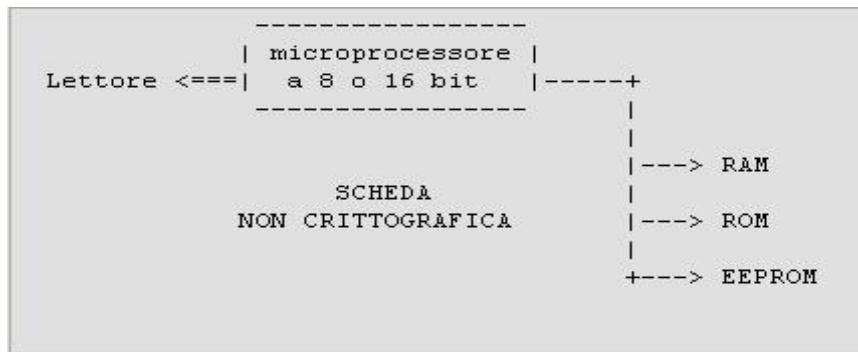 -----------------
| microprocessore |
Lettore <===| a 8 o 16 bit |-----+
----------------- |
|
|---> RAM
SCHEDA |
NON CRITTOGRAFICA |---> ROM
|
+---> EEPROM